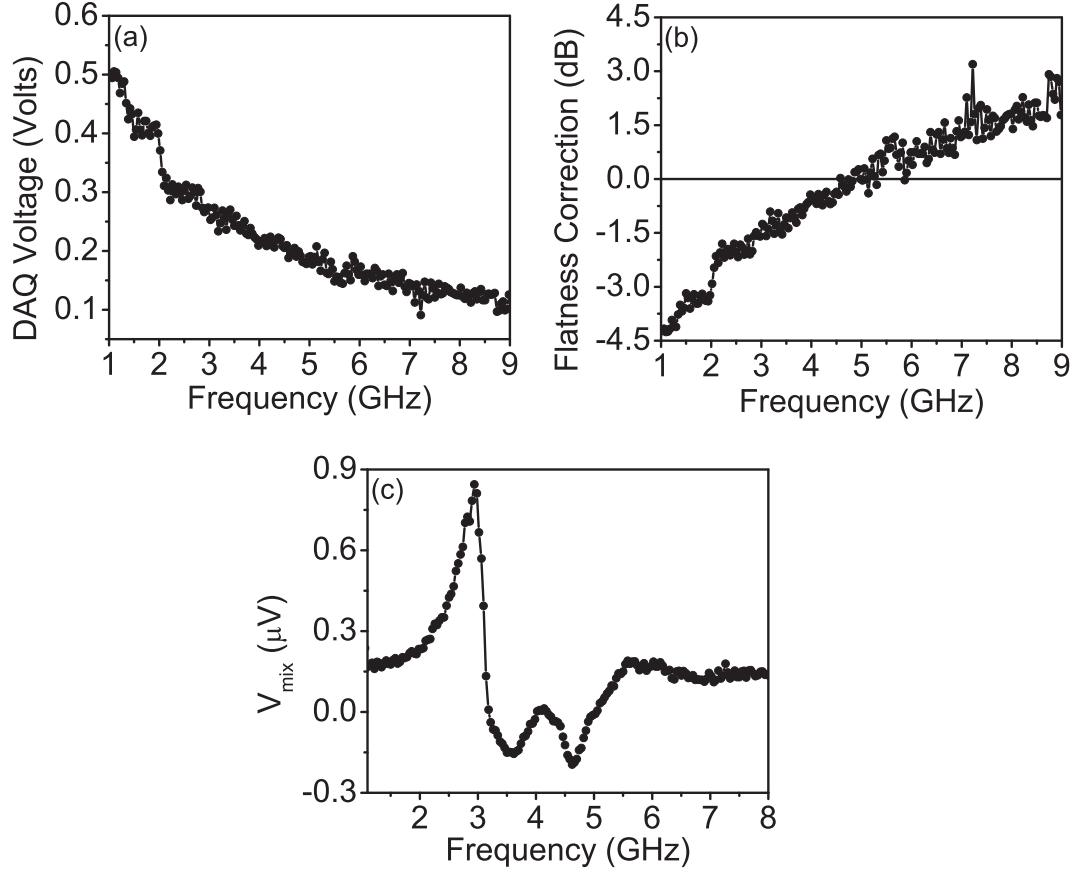 (a)
DAQ Voltage (Volts)
0.6
0.5
0.4
0.3
0.2
0.1
1 2 3 4 5 6 7 8 9
Frequency (GHz)
(b)
Flatness Correction (dB)
4.5
3.0
1.5
0.0
-1.5
-3.0
-4.5
1 2 3 4 5 6 7 8 9
Frequency (GHz)
(c)
Vmix (μV)
0.9
0.6
0.3
0.0
-0.3
2 3 4 5 6 7 8
Frequency (GHz)